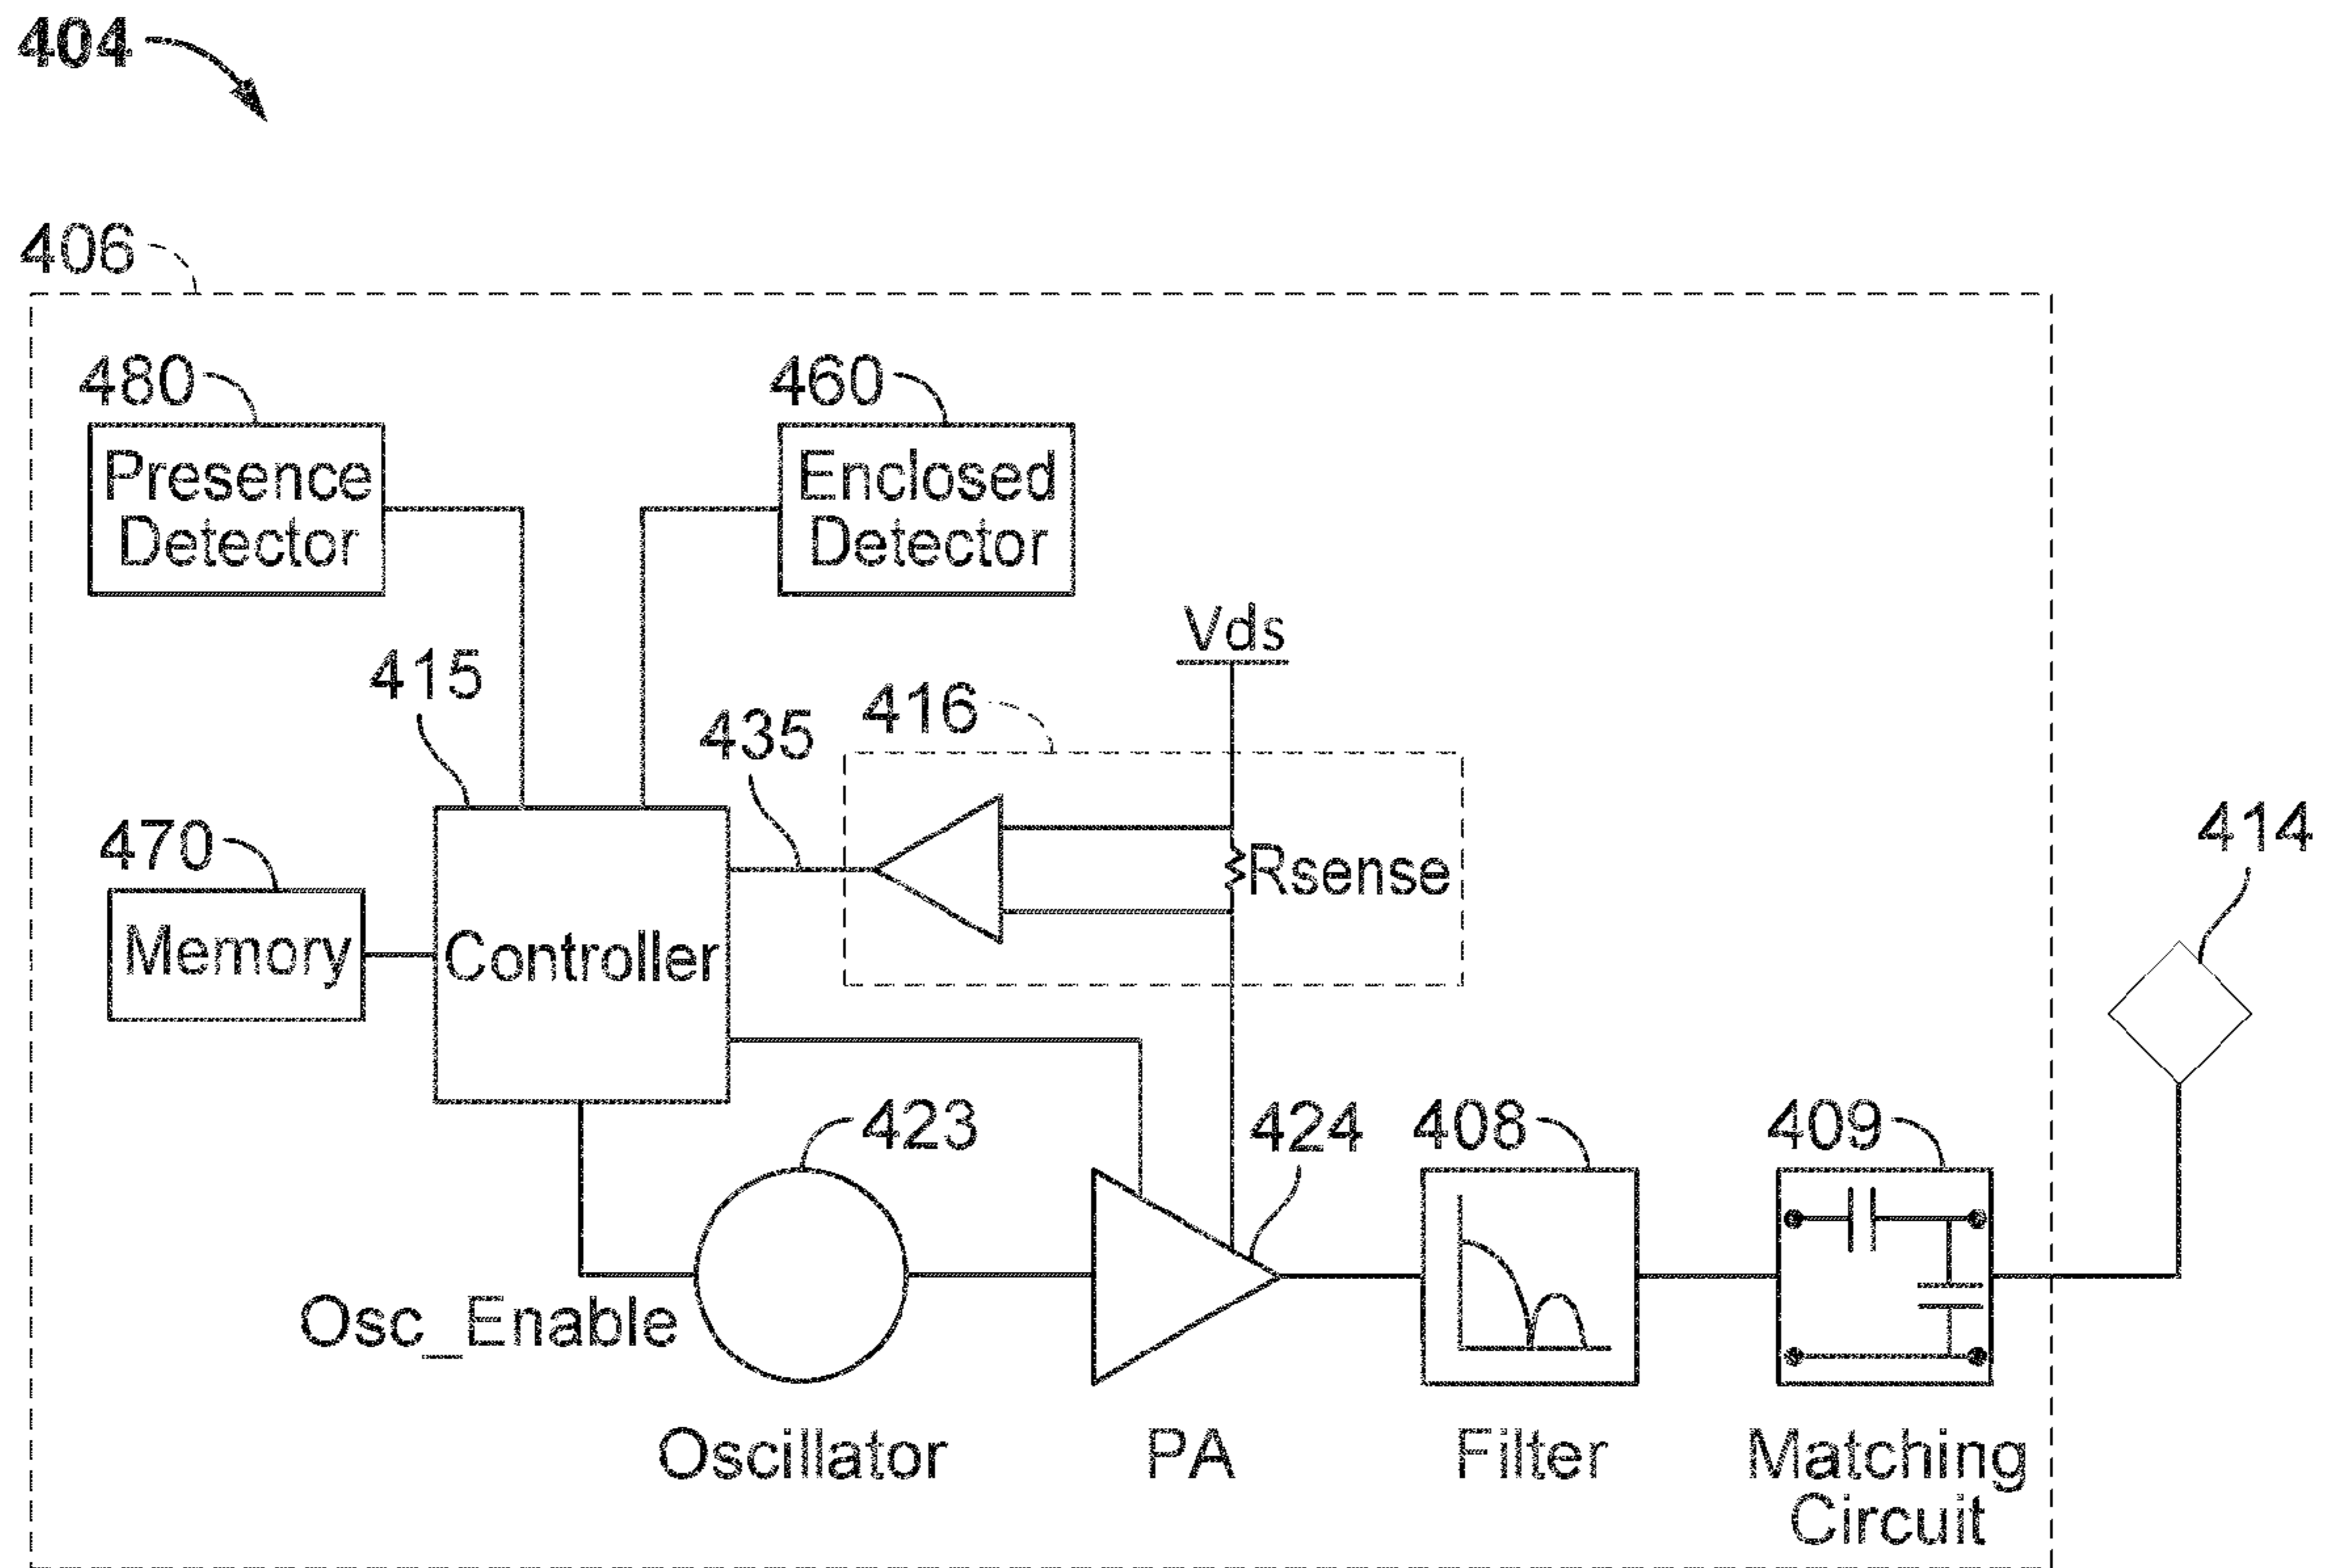 404
406
480
460
Presence
Detector
Enclosed
Detector
Vds
415
416
435
470
414
Rsense
Memory
Controller
423
424
408
409
Osc_Enable
Oscillator
PA
Filter
Matching
Circuit